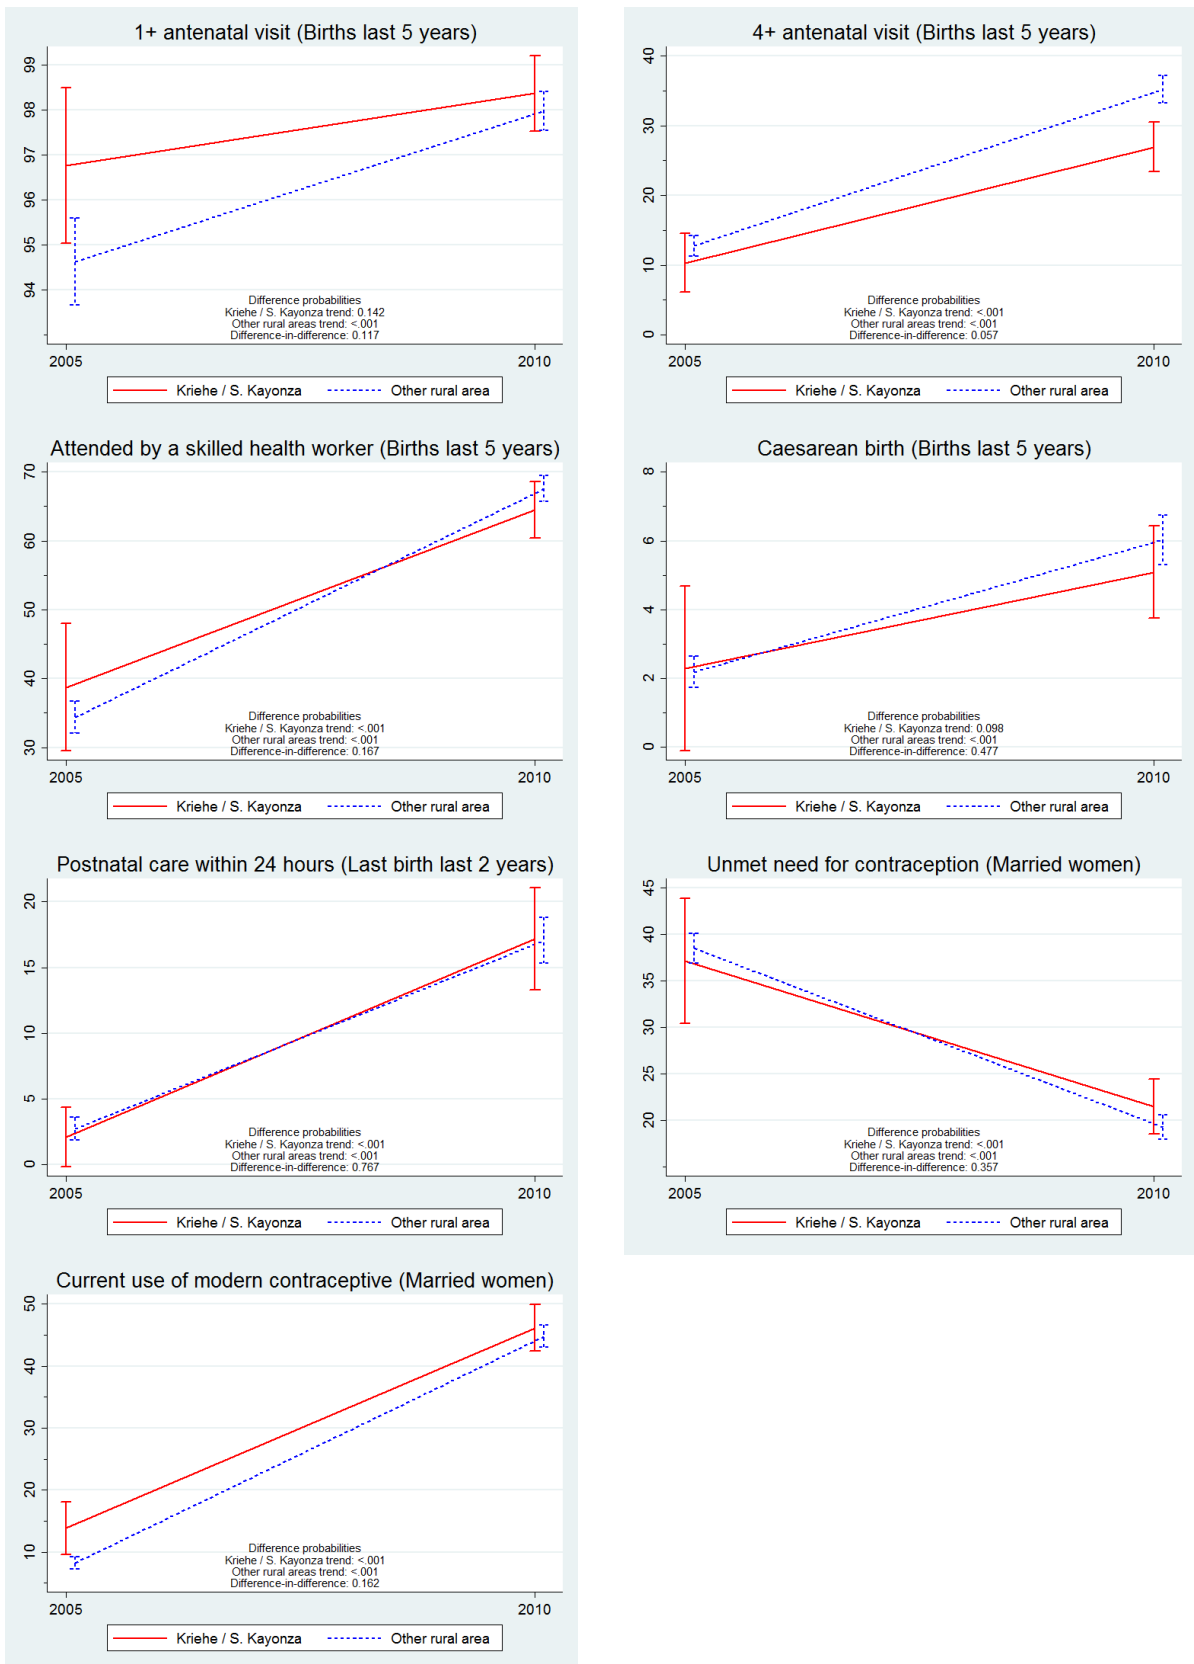 1+ antenatal visit (Births last 5 years)
99
98
97
96
95
94
Difference probabilities
Kriehe / S. Kayonza trend: 0.142
Other rural areas trend: <.001
Difference-in-difference: 0.117
2005 2010
Kriehe / S. Kayonza Other rural area
4+ antenatal visit (Births last 5 years)
40
30
20
10
0
Difference probabilities
Kriehe / S. Kayonza trend: <.001
Other rural areas trend: <.001
Difference-in-difference: 0.057
2005 2010
Kriehe / S. Kayonza Other rural area
Attended by a skilled health worker (Births last 5 years)
70
60
50
40
30
Difference probabilities
Kriehe / S. Kayonza trend: <.001
Other rural areas trend: <.001
Difference-in-difference: 0.167
2005 2010
Kriehe / S. Kayonza Other rural area
Caesarean birth (Births last 5 years)
8
6
4
2
0
Difference probabilities
Kriehe / S. Kayonza trend: 0.098
Other rural areas trend: <.001
Difference-in-difference: 0.477
2005 2010
Kriehe / S. Kayonza Other rural area
Postnatal care within 24 hours (Last birth last 2 years)
20
15
10
5
0
Difference probabilities
Kriehe / S. Kayonza trend: <.001
Other rural areas trend: <.001
Difference-in-difference: 0.767
2005 2010
Kriehe / S. Kayonza Other rural area
Unmet need for contraception (Married women)
45
40
35
30
25
20
Difference probabilities
Kriehe / S. Kayonza trend: <.001
Other rural areas trend: <.001
Difference-in-difference: 0.357
2005 2010
Kriehe / S. Kayonza Other rural area
Current use of modern contraceptive (Married women)
50
40
30
20
10
Difference probabilities
Kriehe / S. Kayonza trend: <.001
Other rural areas trend: <.001
Difference-in-difference: 0.162
2005 2010
Kriehe / S. Kayonza Other rural area